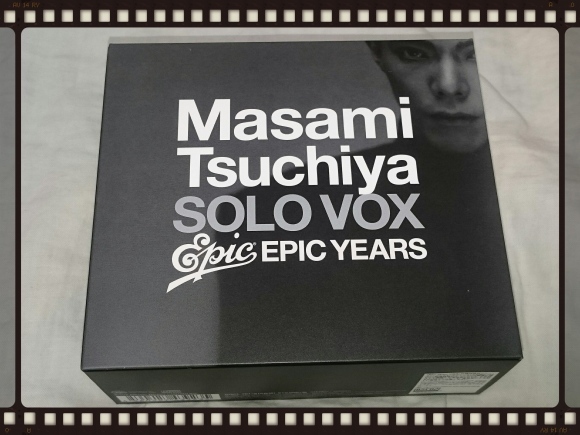 Masami
Tsuchiya
SOLO VOX
Epic EPIC YEARS